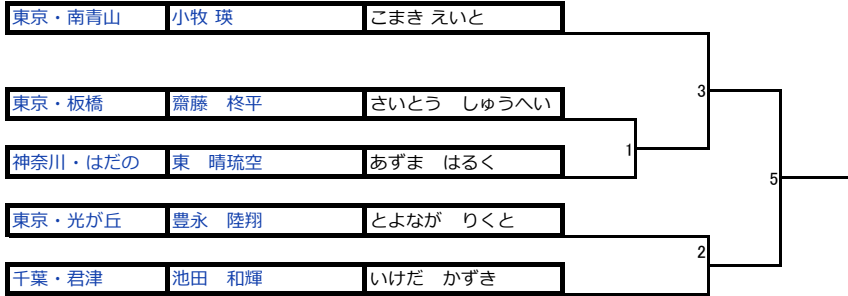 東京・南青山 小牧 瑛 こまき えいと
3
東京・板橋 齋藤　柊平 さいとう　しゅうへい
1
神奈川・はだの 東　晴琉空 あずま　はるく
5
東京・光が丘 豊永　陸翔 とよなが　りくと
2
千葉・君津 池田　和輝 いけだ　かずき